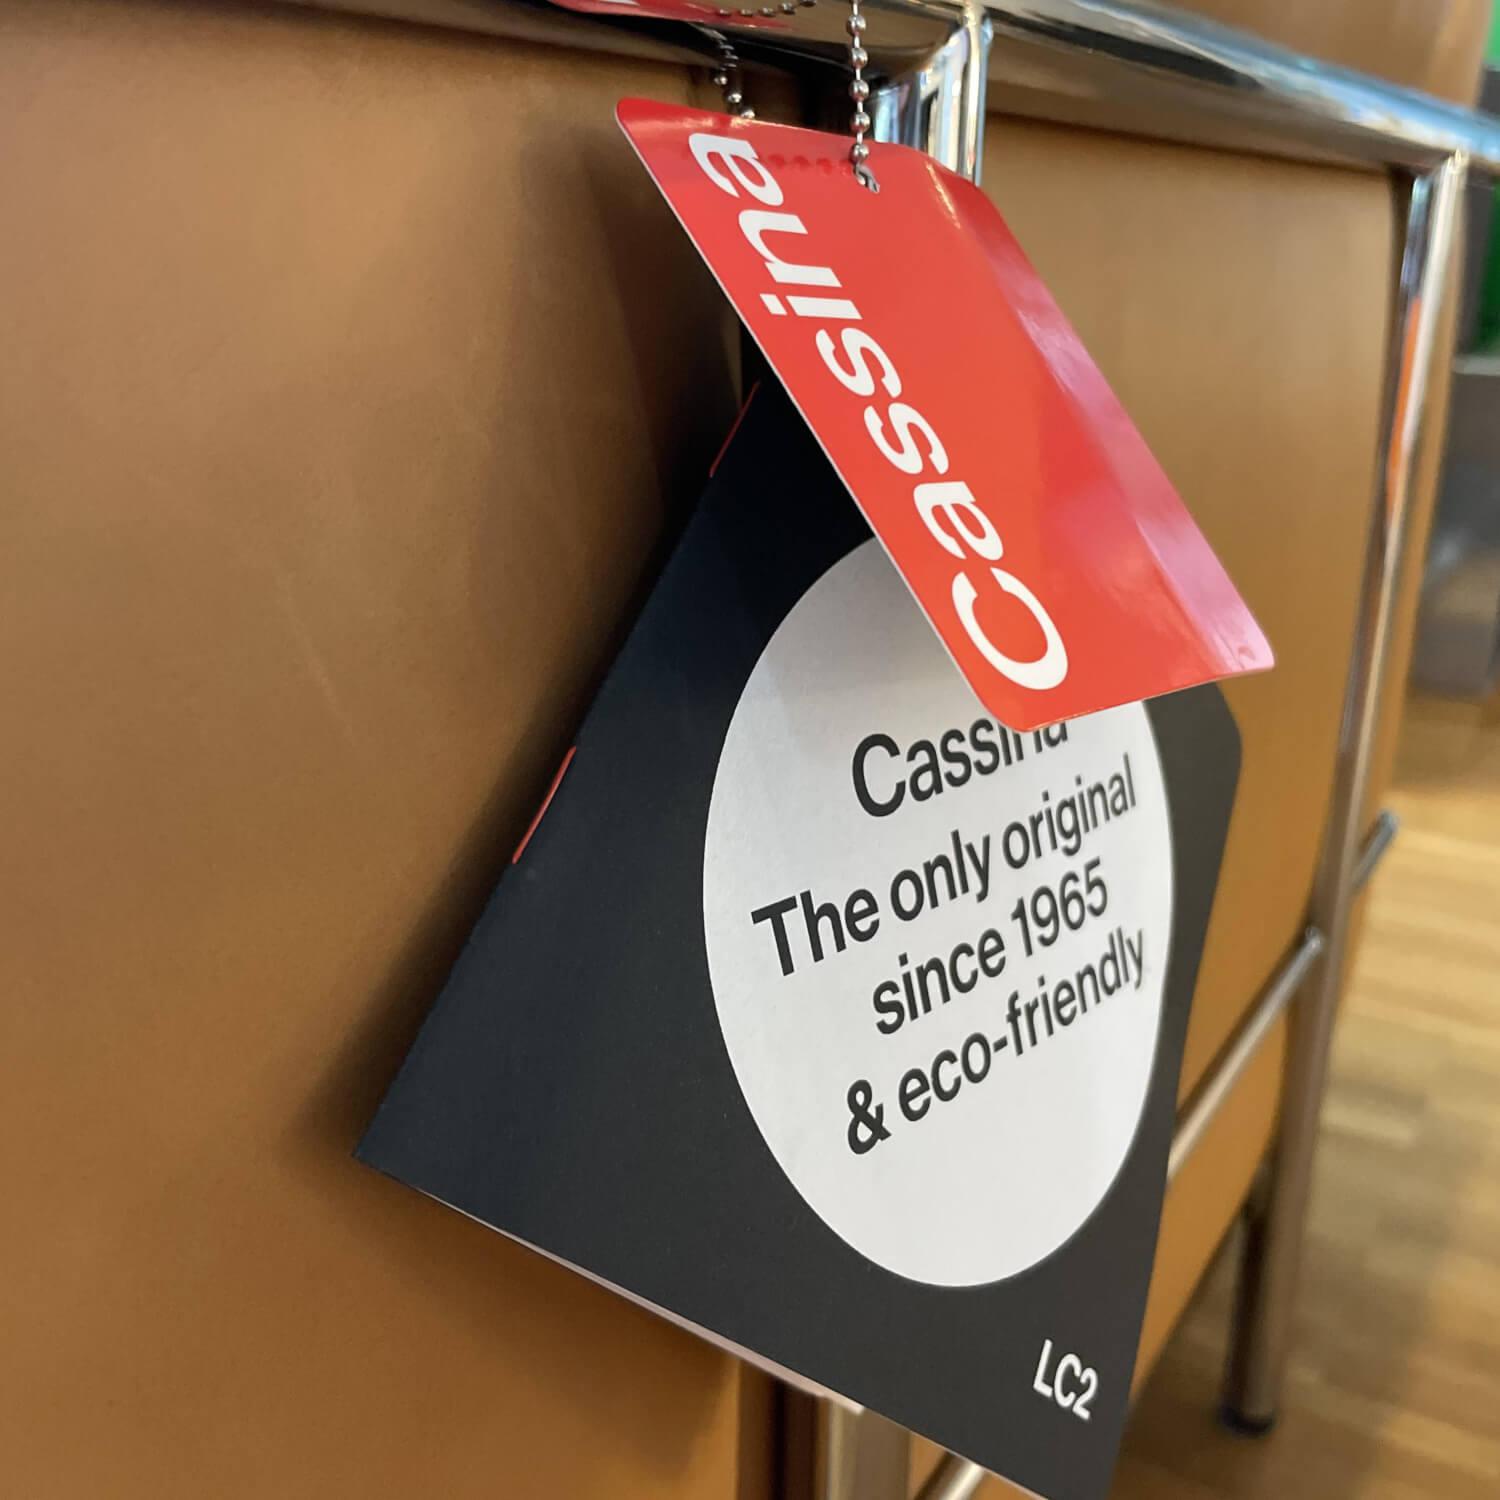 Cassina
Cassina
The only original
since 1965
& eco-friendly
LC2